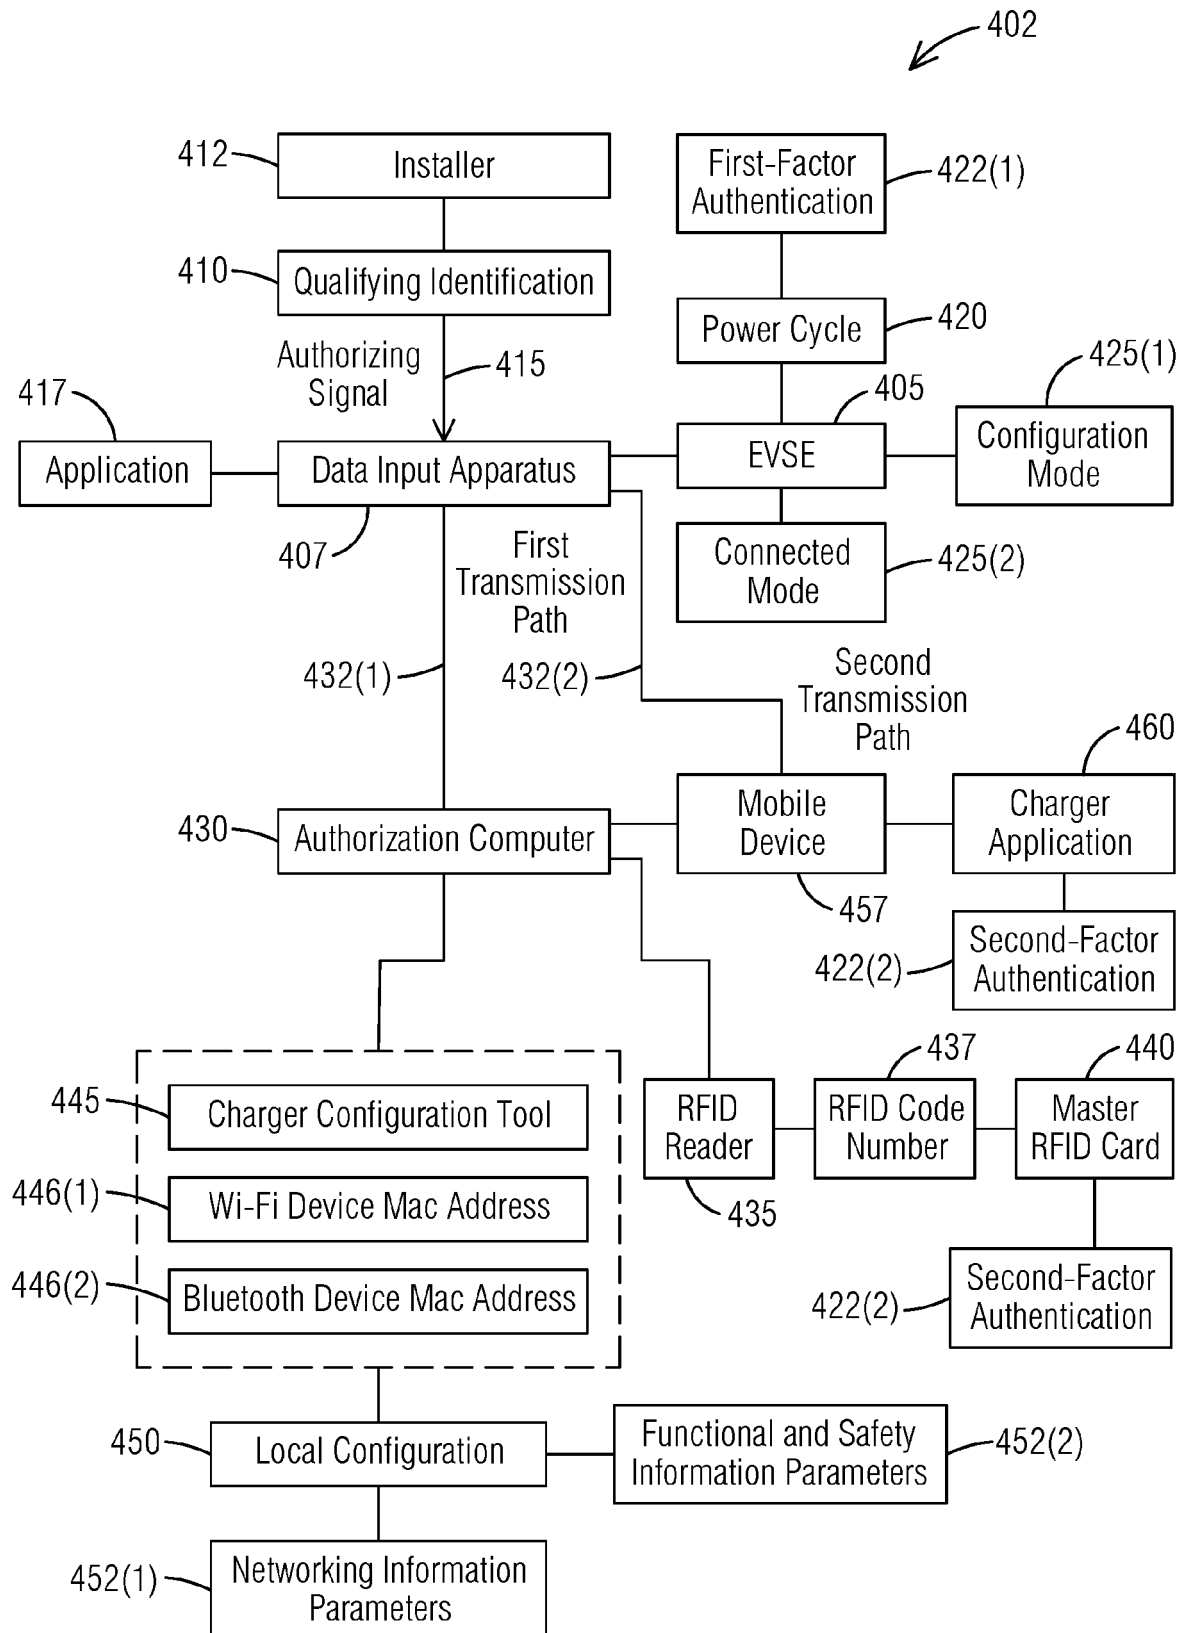 402
412
Installer
First-Factor
Authentication
422(1)
410
Qualifying Identification
Power Cycle
420
Authorizing
Signal
415
405
425(1)
417
Application
Data Input Apparatus
EVSE
Configuration
Mode
407
First
Transmission
Path
Connected
Mode
425(2)
432(1)
432(2)
Second
Transmission
Path
460
430
Authorization Computer
Mobile
Device
Charger
Application
457
422(2)
Second-Factor
Authentication
445
Charger Configuration Tool
437
440
RFID
Reader
RFID Code
Number
Master
RFID Card
446(1)
Wi-Fi Device Mac Address
435
446(2)
Bluetooth Device Mac Address
422(2)
Second-Factor
Authentication
450
Local Configuration
Functional and Safety
Information Parameters
452(2)
452(1)
Networking Information
Parameters